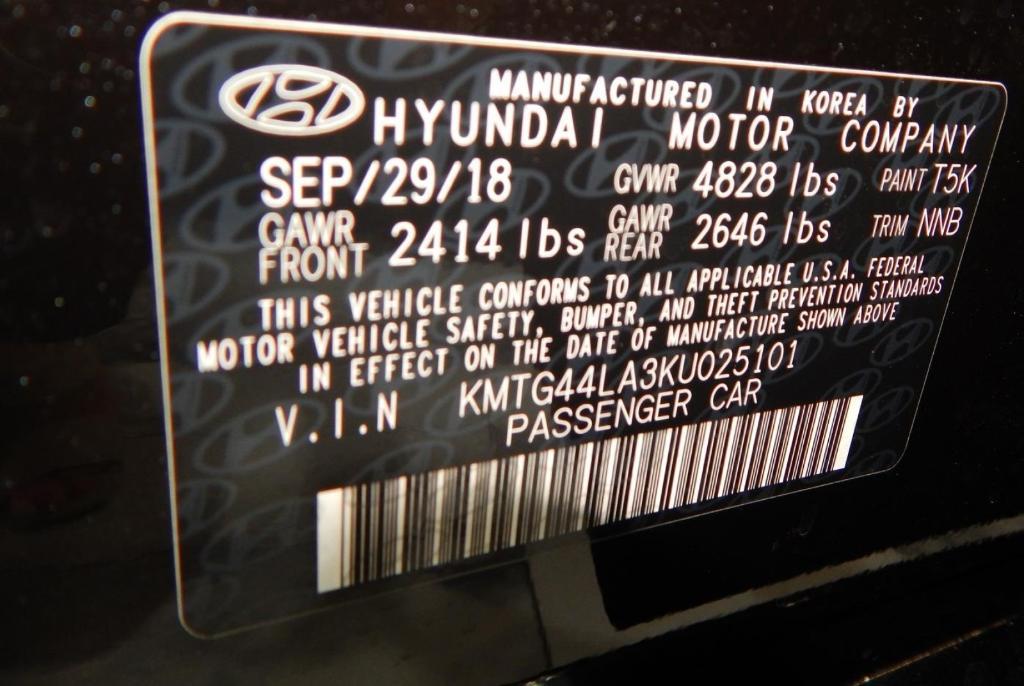 MANUFACTURED IN KOREA BY
HYUNDAI MOTOR COMPANY
SEP/29/18 GVWR 4828 lbs PAINT T5K
GAWR FRONT 2414 lbs GAWR REAR 2646 lbs TRIM NNB
THIS VEHICLE CONFORMS TO ALL APPLICABLE U.S.A. FEDERAL
MOTOR VEHICLE SAFETY, BUMPER, AND THEFT PREVENTION STANDARDS
IN EFFECT ON THE DATE OF MANUFACTURE SHOWN ABOVE
V.I.N KMTG44LA3KU025101
PASSENGER CAR